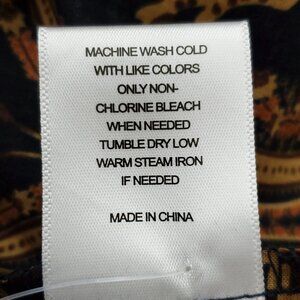 MACHINE WASH COLD
WITH LIKE COLORS
ONLY NON-
CHLORINE BLEACH
WHEN NEEDED
TUMBLE DRY LOW
WARM STEAM IRON
IF NEEDED
MADE IN CHINA